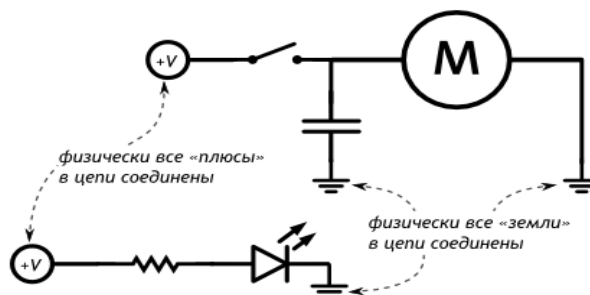 +V
M
физически все «плюсы»
в цепи соединены
физически все «земли»
в цепи соединены
+V